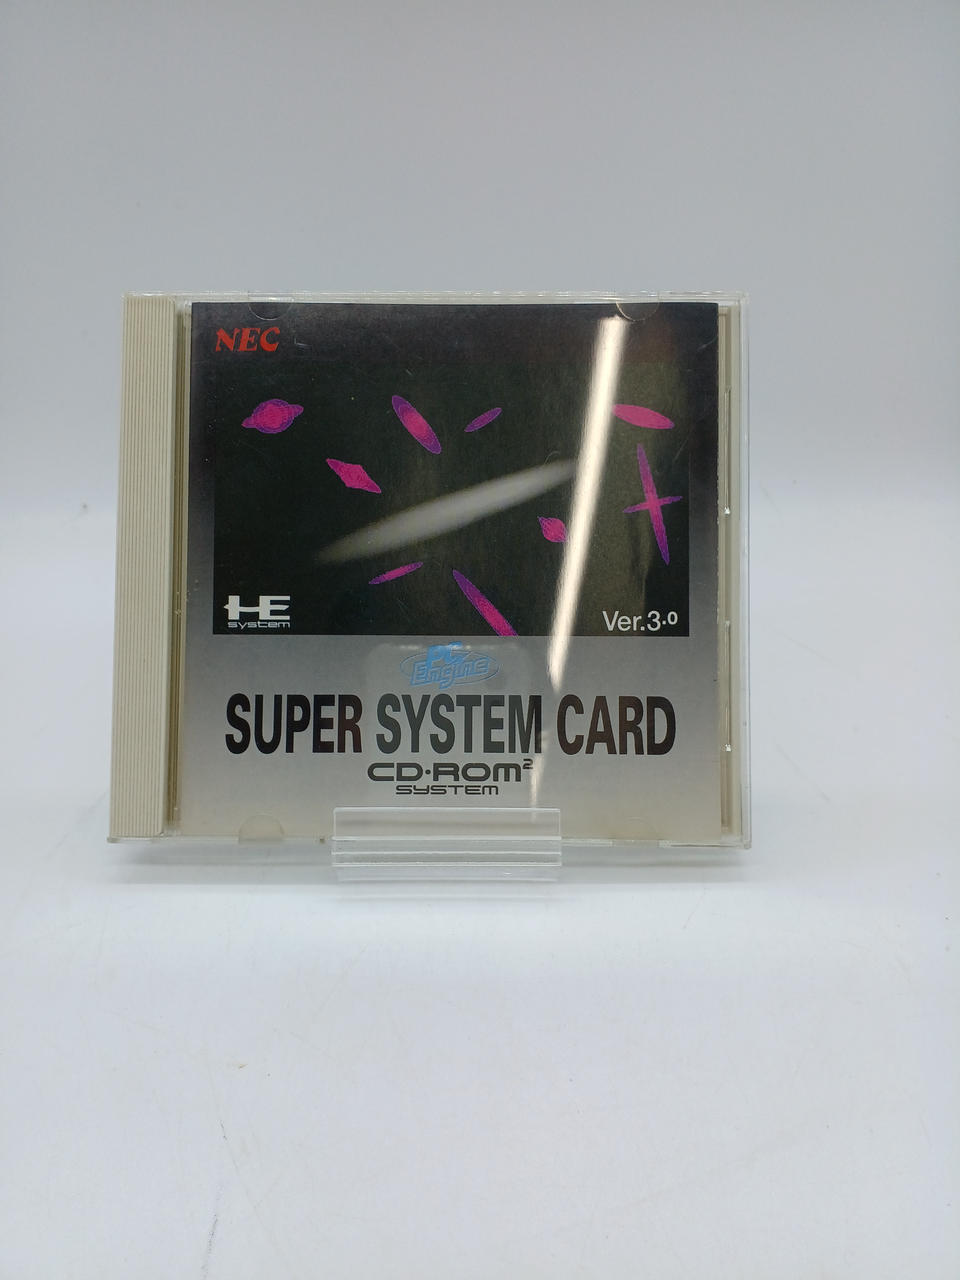 NEC
HE
system
Ver.3.0
PC
Engine
SUPER SYSTEM CARD
CD·ROM²
SYSTEM